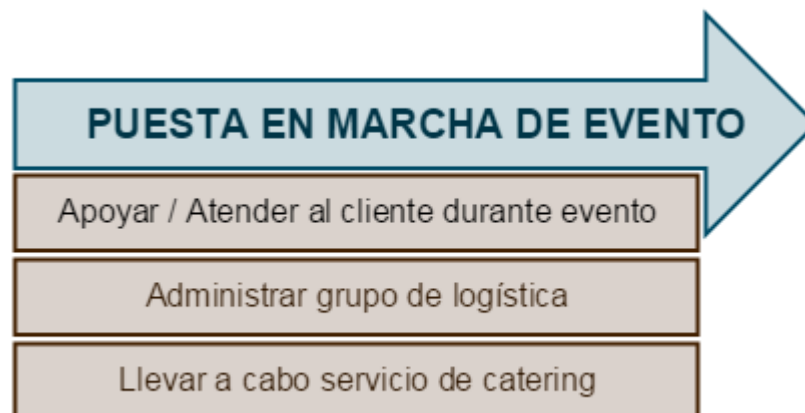 PUESTA EN MARCHA DE EVENTO
Apoyar / Atender al cliente durante evento
Administrar grupo de logística
Llevar a cabo servicio de catering